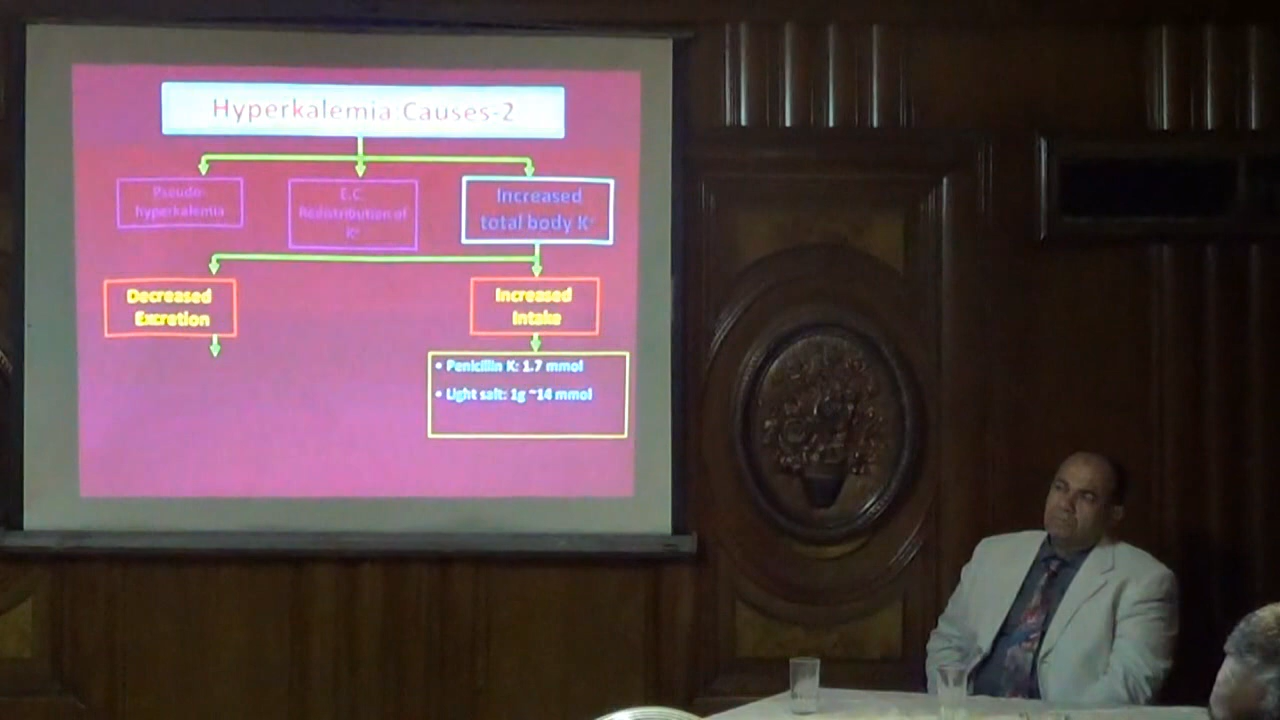 Hyperkalemia Causes-2
Pseudo-
hyperkalemia
E.C.
Redistribution of
K⁺
Increased
total body K⁺
Decreased
Excretion
Increased
Intake
• Penicillin K: 1.7 mmol
• Light salt: 1g ~14 mmol